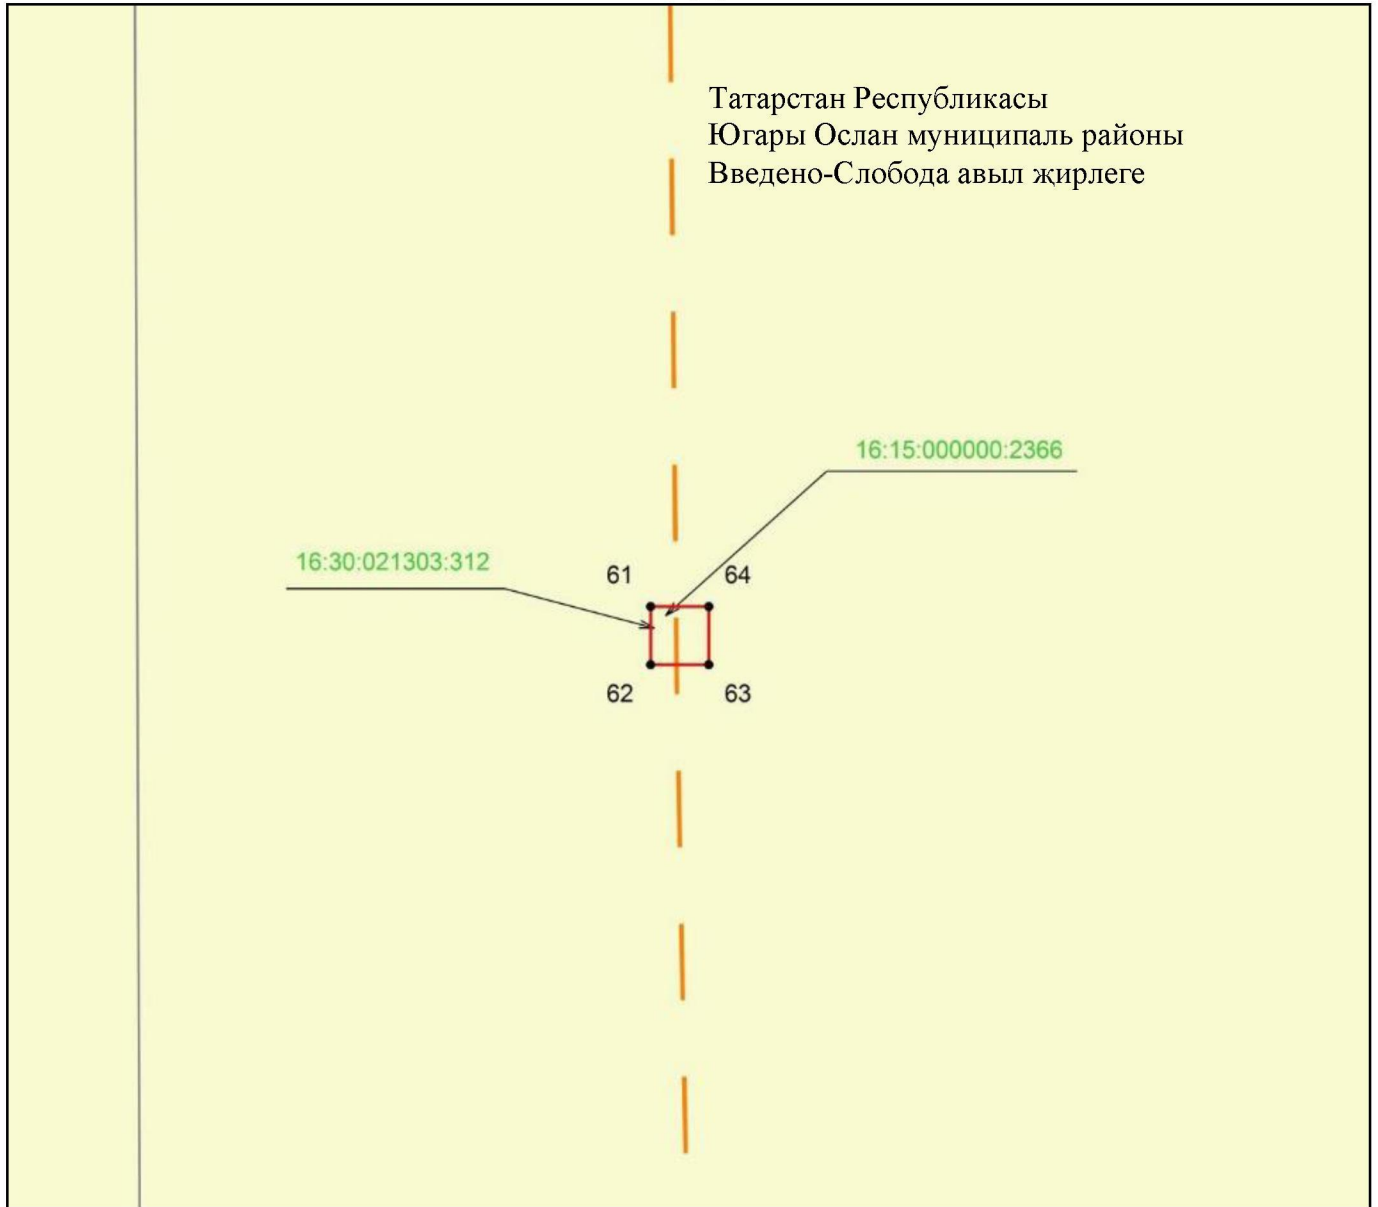 Татарстан Республикасы
Югары Ослан муниципаль районы
Введено-Слобода авыл җирлеге
16:15:000000:2366
16:30:021303:312
61 64
62 63